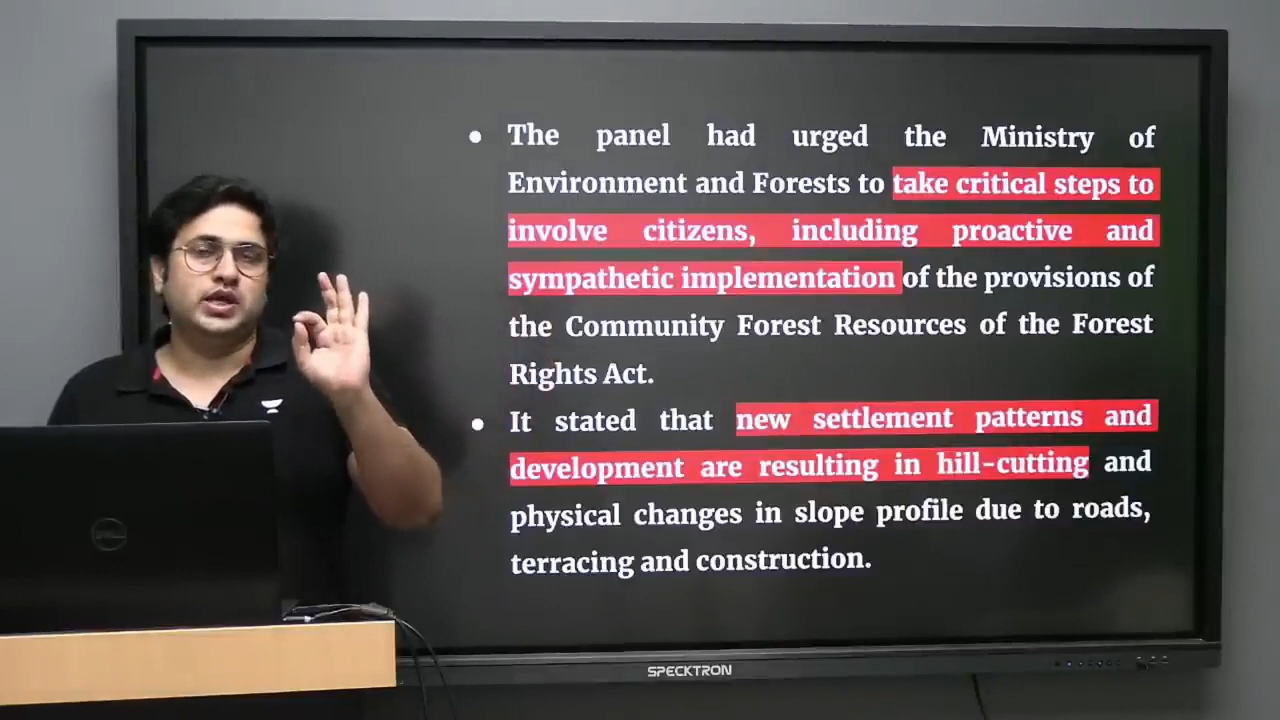 The panel had urged the Ministry of
Environment and Forests to take critical steps to
involve citizens, including proactive and
sympathetic implementation of the provisions of
the Community Forest Resources of the Forest
Rights Act.
It stated that new settlement patterns and
development are resulting in hill-cutting and
physical changes in slope profile due to roads,
terracing and construction.
DELL
SPECKTRON